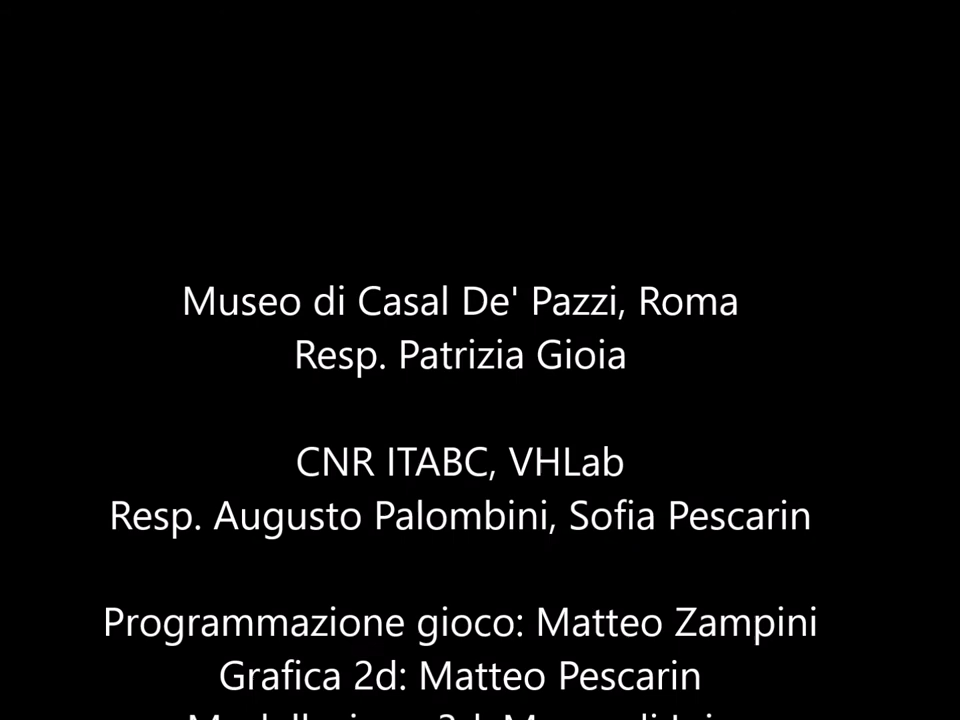 Museo di Casal De' Pazzi, Roma
Resp. Patrizia Gioia
CNR ITABC, VHLab
Resp. Augusto Palombini, Sofia Pescarin
Programmazione gioco: Matteo Zampini
Grafica 2d: Matteo Pescarin